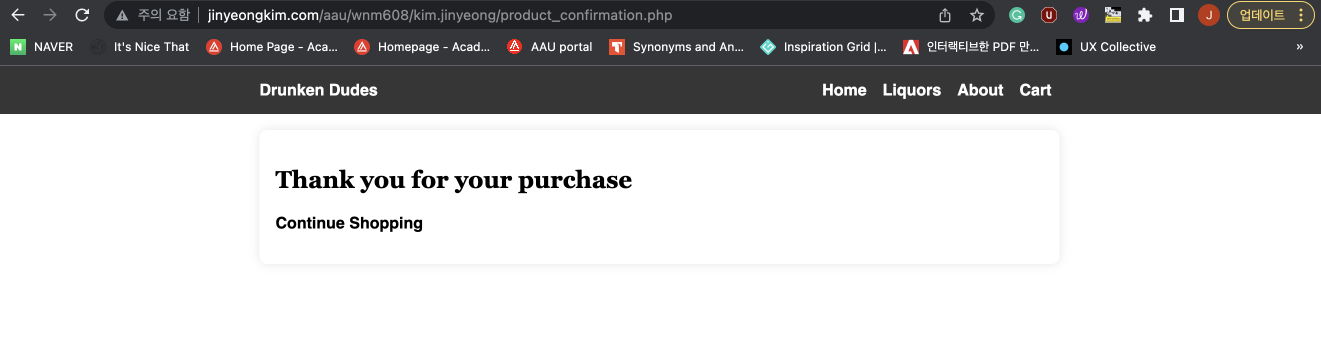 주의 요함 jinyeongkim.com/aau/wnm608/kim.jinyeong/product_confirmation.php G U J 업데이트
N NAVER It's Nice That Home Page - Aca... Homepage - Acad... AAU portal T Synonyms and An... Inspiration Grid |... 인터랙티브한 PDF 만... UX Collective »
Drunken Dudes Home Liquors About Cart
Thank you for your purchase
Continue Shopping